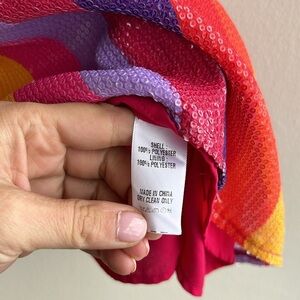 SHELL
100% POLYESTER
LINING
100% POLYESTER
MADE IN CHINA
DRY CLEAN ONLY